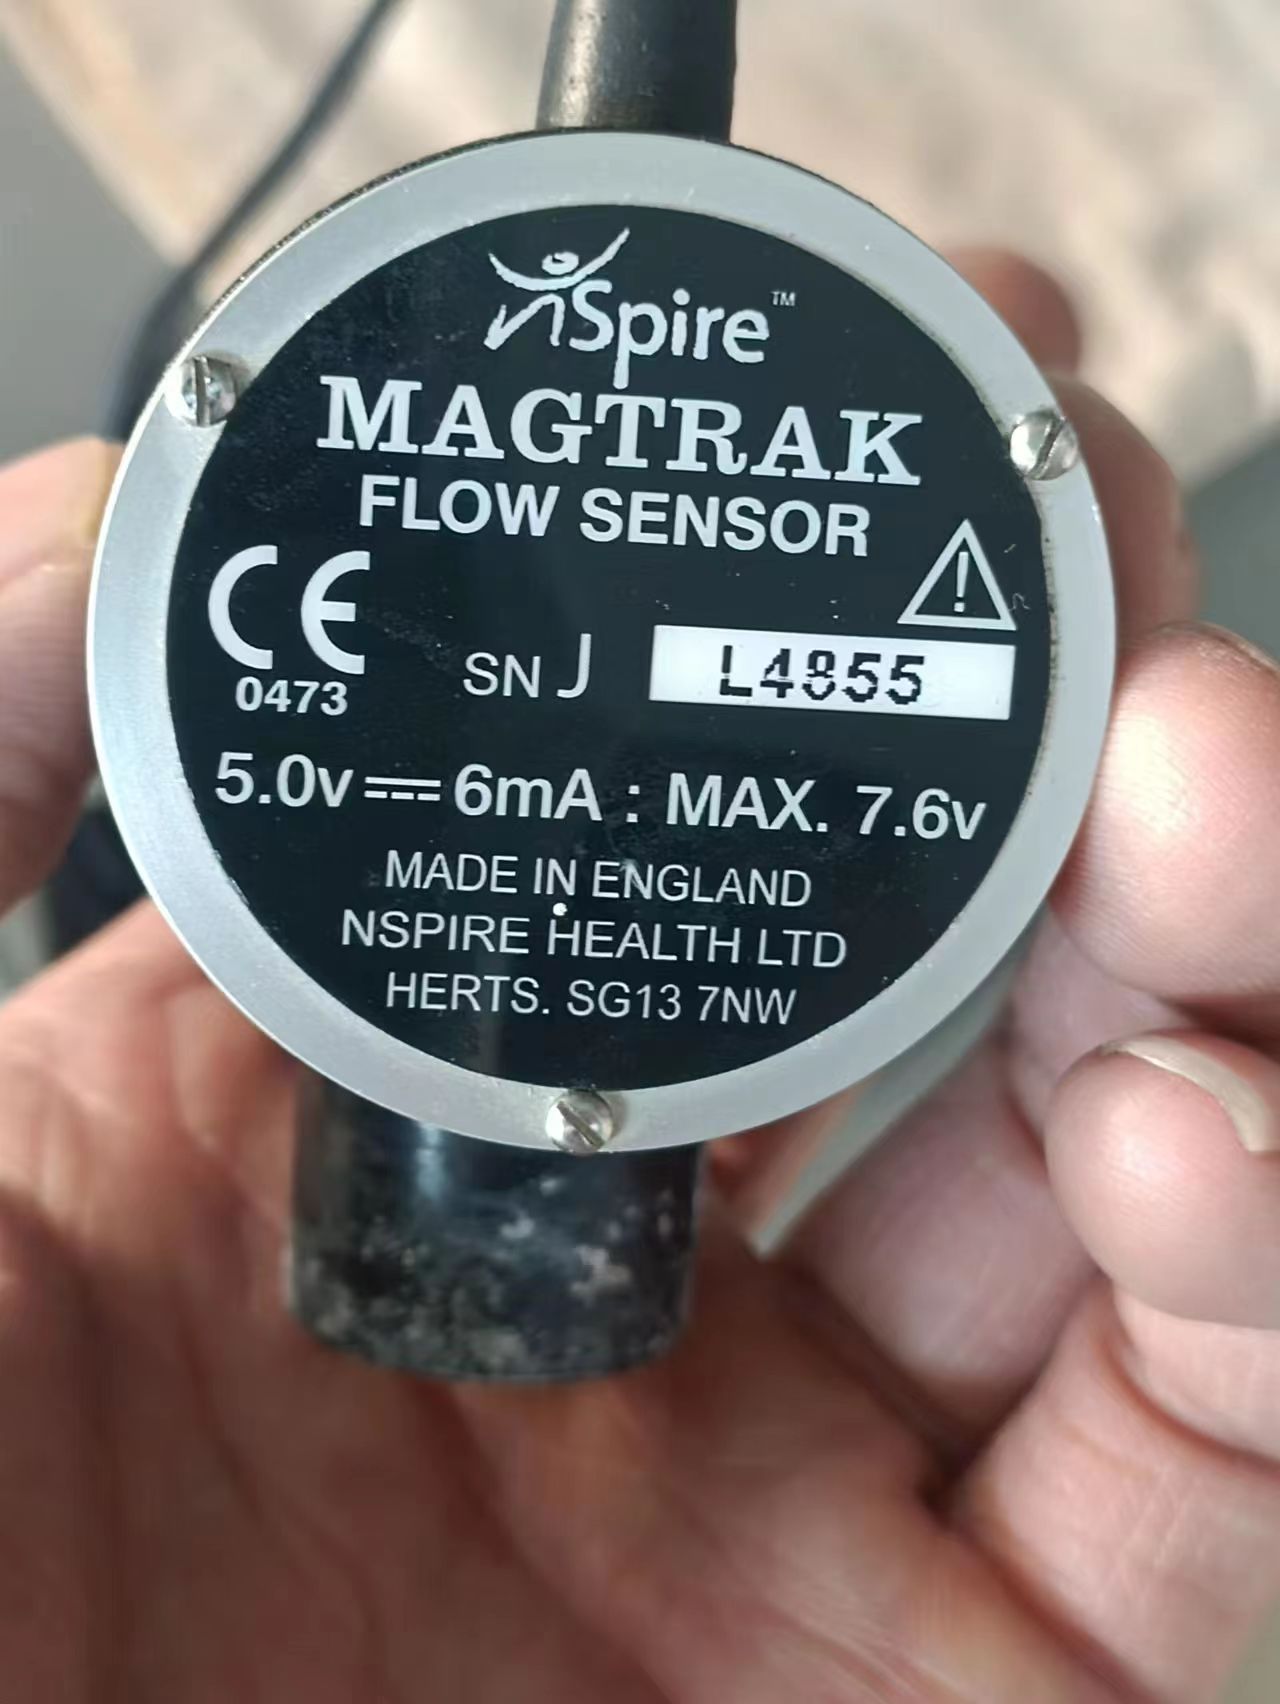 nSpire™
MAGTRAK
FLOW SENSOR
CE
0473
SN J L4855
5.0v ⎓ 6mA : MAX. 7.6v
MADE IN ENGLAND
NSPIRE HEALTH LTD
HERTS. SG13 7NW